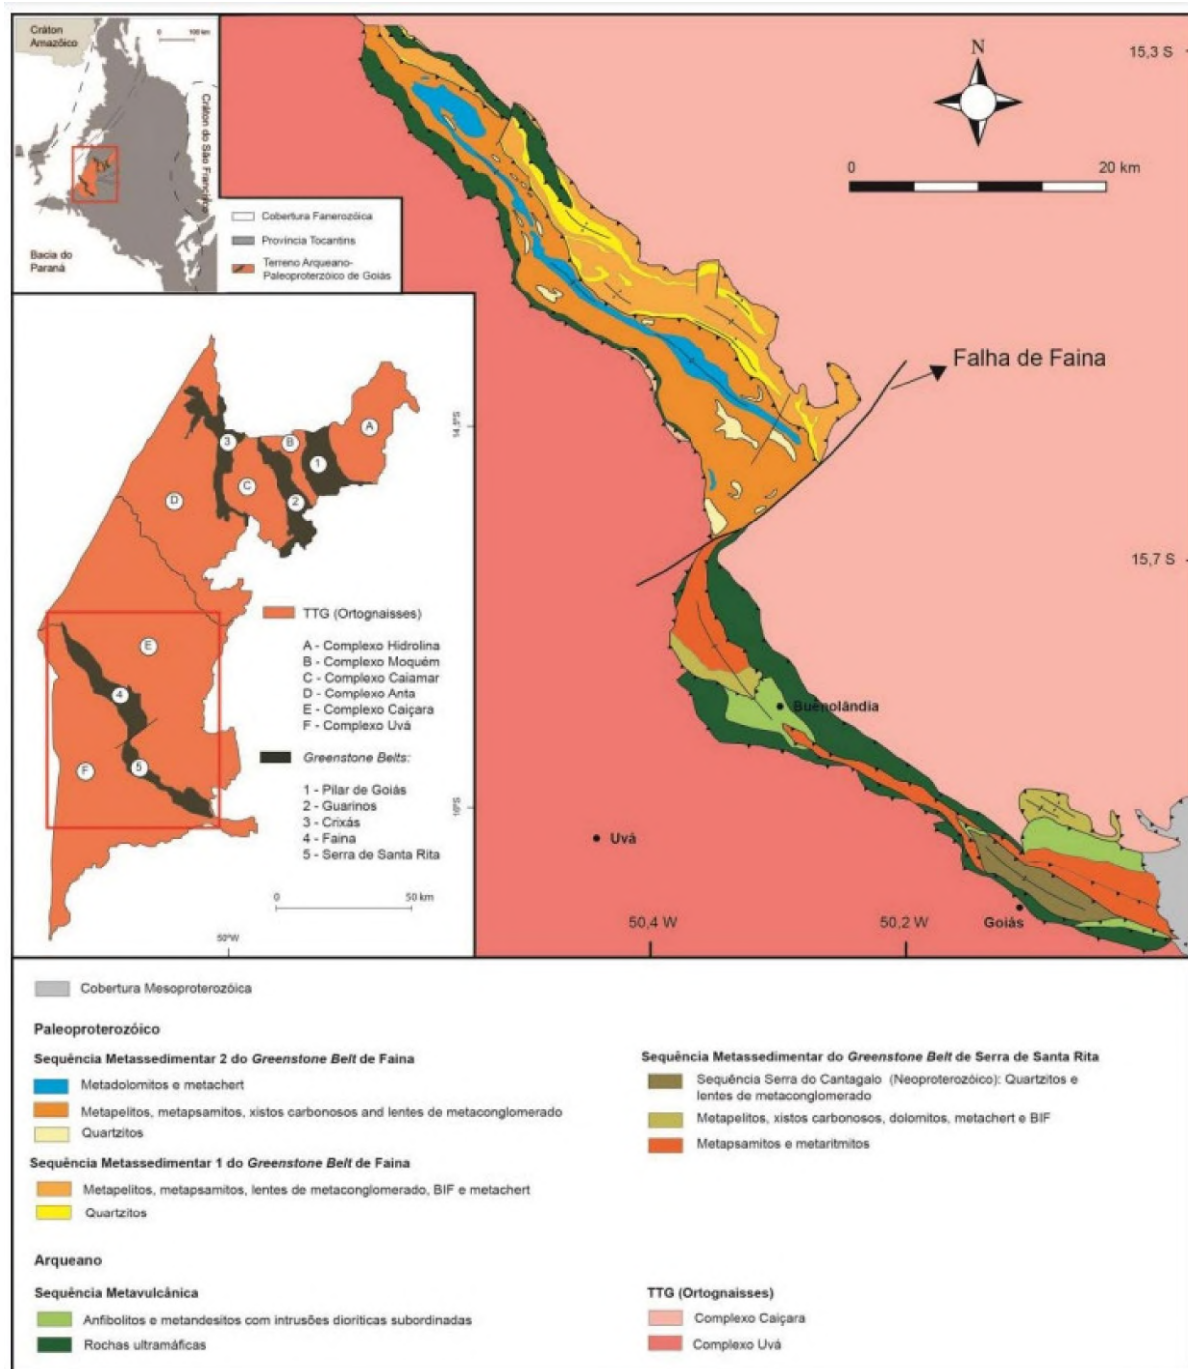 Cráton
Amazôico
0 100 km
Cráton do São Francisco
Bacia do
Paraná
Cobertura Fanerozóica
Província Tocantins
Terreno Arqueano-
Paleoproterzóico de Goiás
N
15,3 S
0 20 km
Falha de Faina
15,7 S
Buenolândia
Uvá
50,4 W
50,2 W
Goiás
A
B
3
1
C
D
2
14,5°S
TTG (Ortognaisses)
A - Complexo Hidrolina
B - Complexo Moquém
C - Complexo Caiamar
D - Complexo Anta
E - Complexo Caiçara
F - Complexo Uvá
E
4
F
5
Greenstone Belts:
1 - Pilar de Goiás
2 - Guarinos
3 - Crixás
4 - Faina
5 - Serra de Santa Rita
16°S
0 50 km
50°W
Cobertura Mesoproterozóica
Paleoproterozóico
Sequência Metassedimentar 2 do Greenstone Belt de Faina
Metadolomitos e metachert
Metapelitos, metapsamitos, xistos carbonosos and lentes de metaconglomerado
Quartzitos
Sequência Metassedimentar 1 do Greenstone Belt de Faina
Metapelitos, metapsamitos, lentes de metaconglomerado, BIF e metachert
Quartzitos
Sequência Metassedimentar do Greenstone Belt de Serra de Santa Rita
Sequência Serra do Cantagalo (Neoproterozóico): Quartzitos e
lentes de metaconglomerado
Metapelitos, xistos carbonosos, dolomitos, metachert e BIF
Metapsamitos e metaritmitos
Arqueano
Sequência Metavulcânica
Anfibolitos e metandesitos com intrusões dioríticas subordinadas
Rochas ultramáficas
TTG (Ortognaisses)
Complexo Caiçara
Complexo Uvá